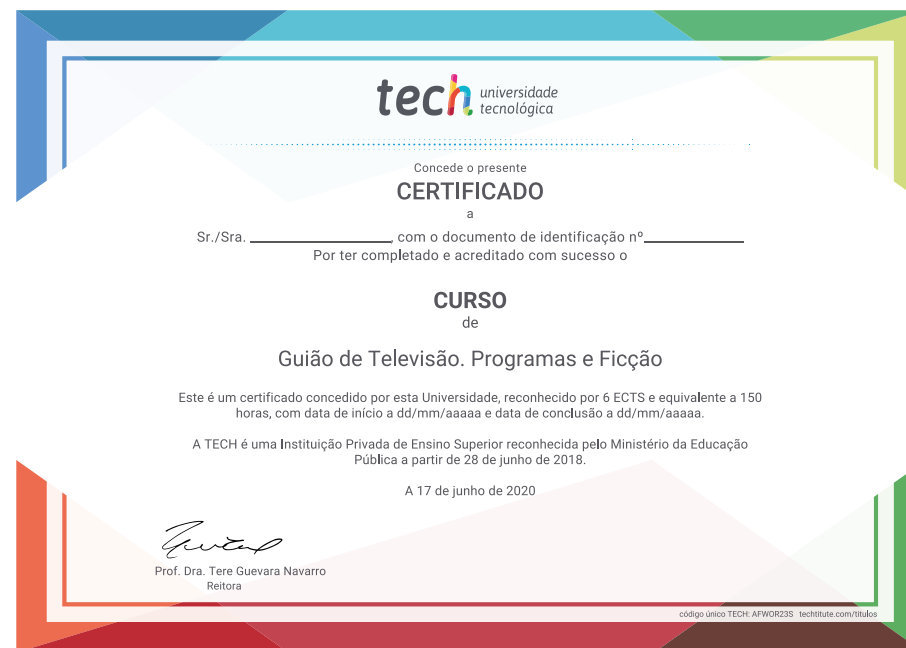 tech universidade
tecnológica
Concede o presente
CERTIFICADO
a
Sr./Sra. ____________________, com o documento de identificação nº______________
Por ter completado e acreditado com sucesso o
CURSO
de
Guião de Televisão. Programas e Ficção
Este é um certificado concedido por esta Universidade, reconhecido por 6 ECTS e equivalente a 150
horas, com data de início a dd/mm/aaaaa e data de conclusão a dd/mm/aaaaa.
A TECH é uma Instituição Privada de Ensino Superior reconhecida pelo Ministério da Educação
Pública a partir de 28 de junho de 2018.
A 17 de junho de 2020
Prof. Dra. Tere Guevara Navarro
Reitora
código único TECH: AFWOR23S techtitute.com/titulos